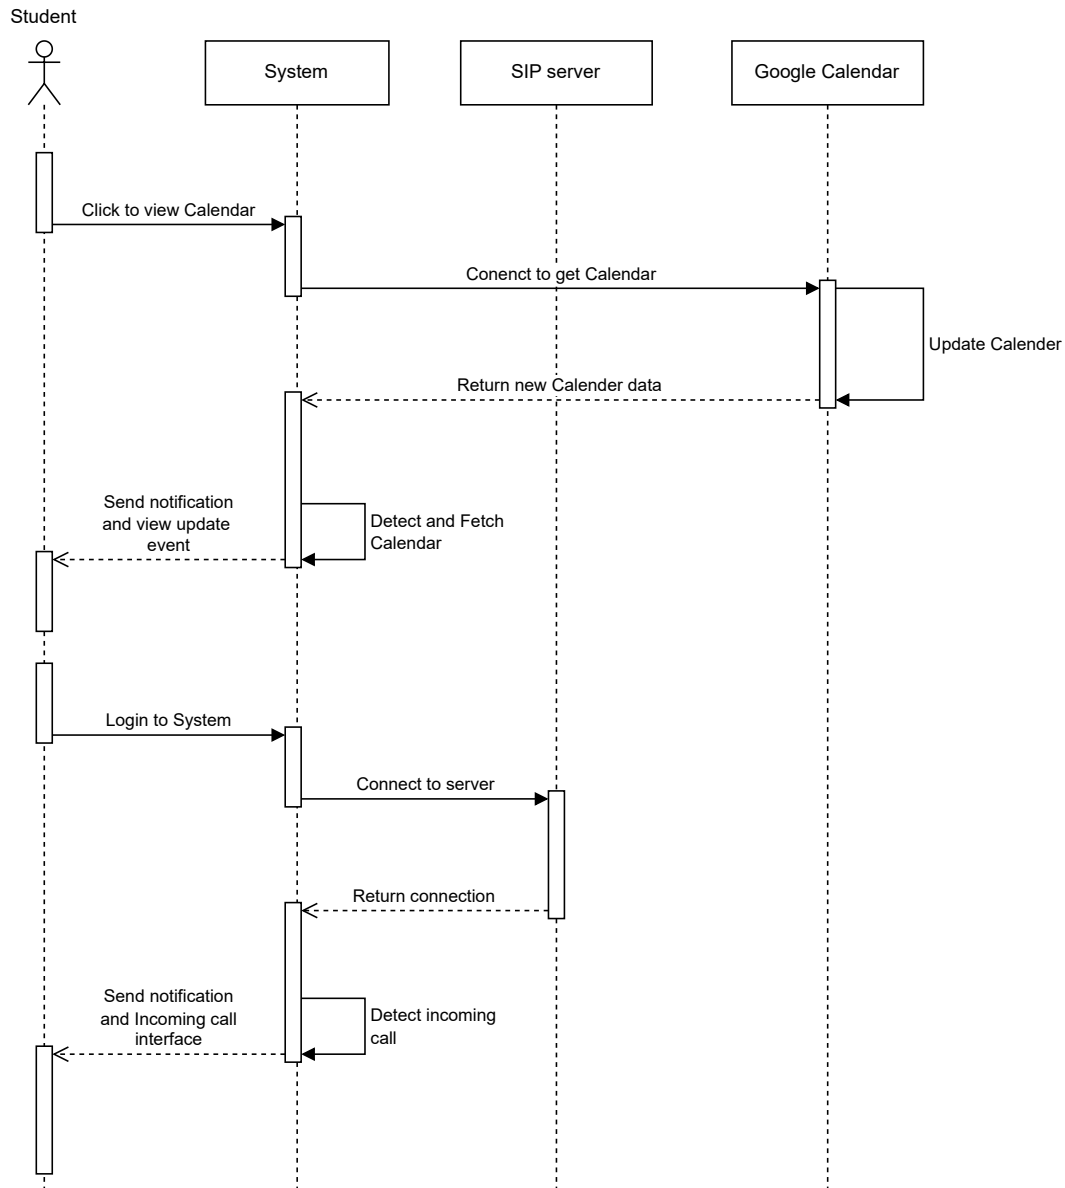 Student
System
SIP server
Google Calendar
Click to view Calendar
Conenct to get Calendar
Update Calender
Return new Calender data
Send notification
and view update
event
Detect and Fetch
Calendar
Login to System
Connect to server
Return connection
Send notification
and Incoming call
interface
Detect incoming
call